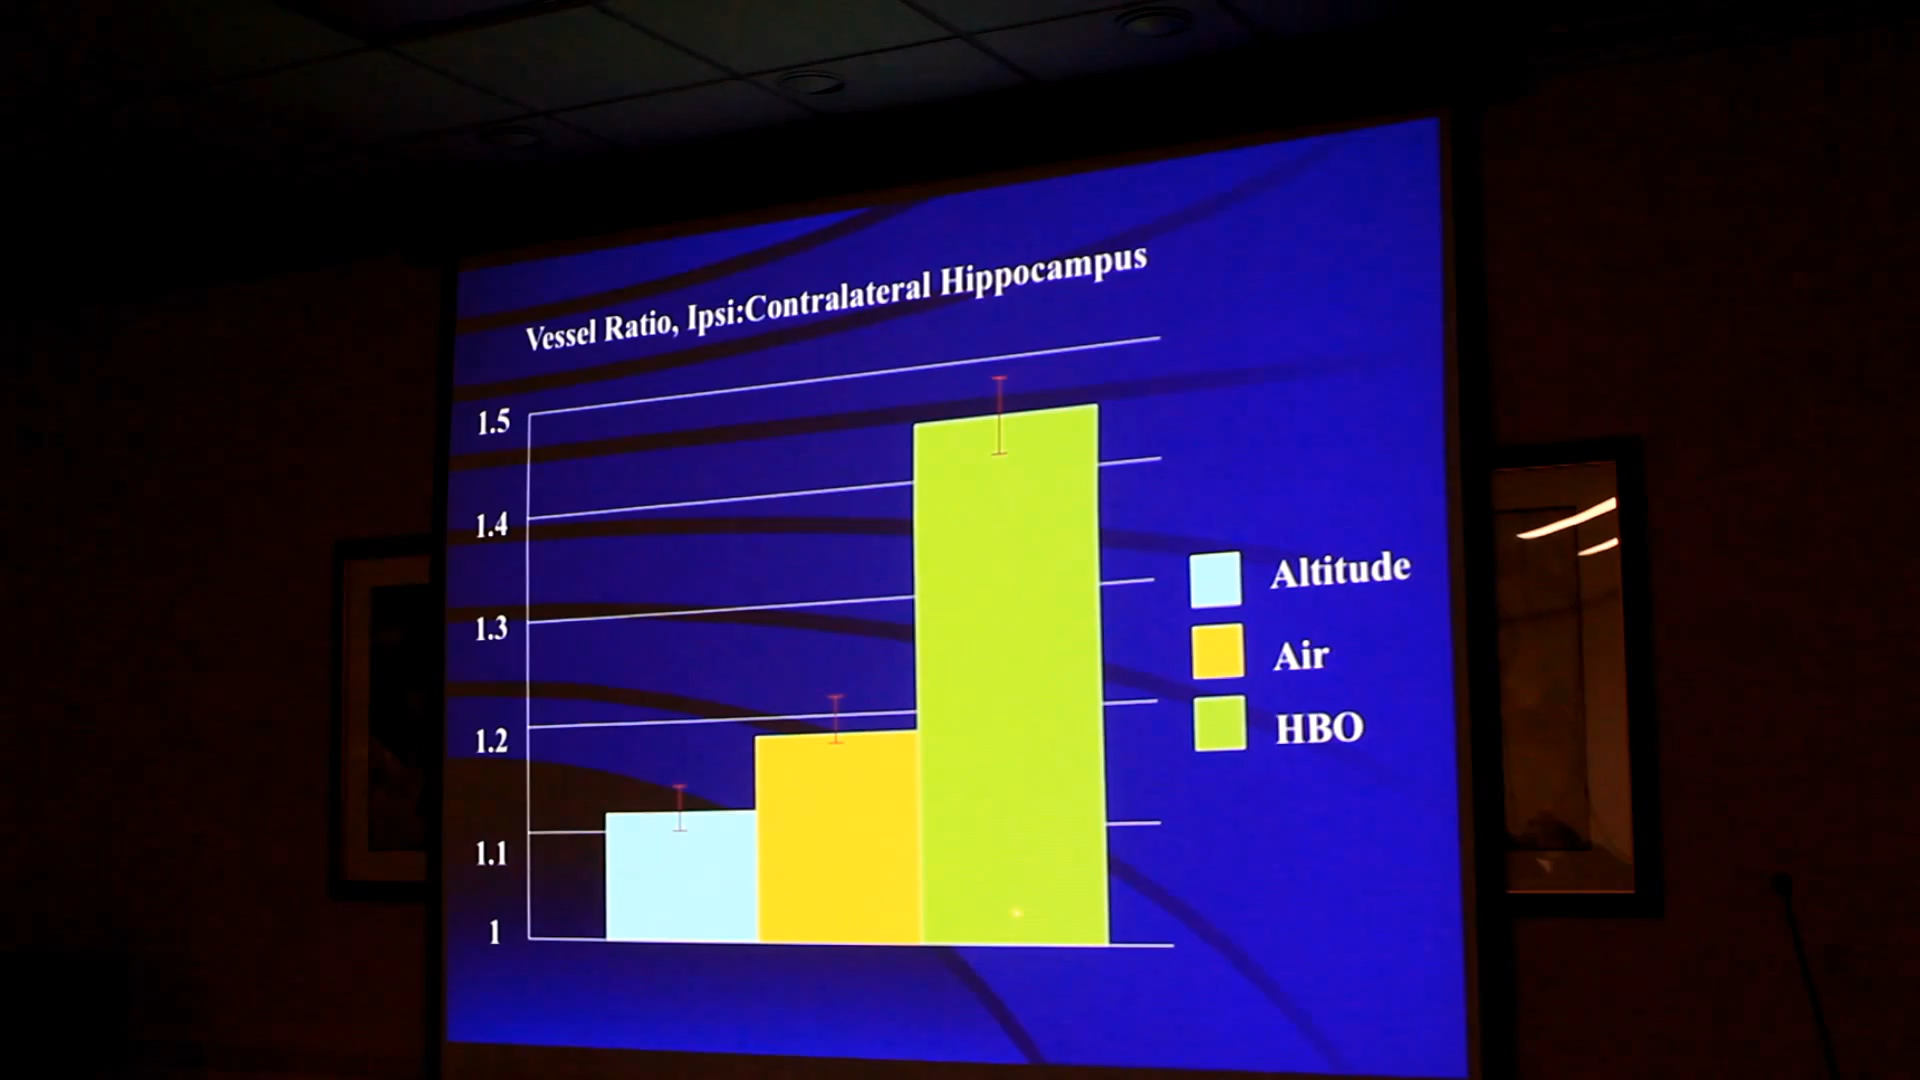 Vessel Ratio, Ipsi:Contralateral Hippocampus
1.5
1.4
1.3
1.2
1.1
1
Altitude
Air
HBO